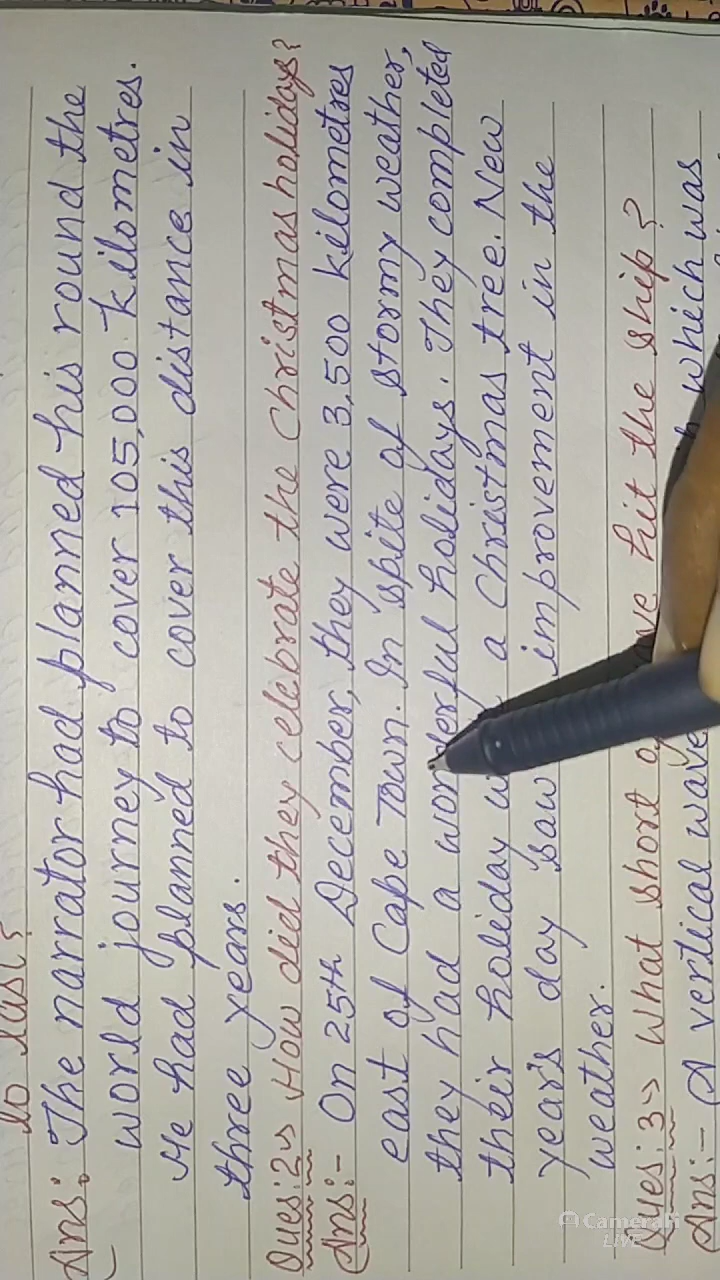 to last?
Ans:- The narrator had planned his round the
world journey to cover 105,000 kilometres.
He had planned to cover this distance in
three years.
Ques:2→ How did they celebrate the Christmas holidays?
Ans:- On 25th December, they were 3,500 kilometres
east of Cape Town. In spite of stormy weather,
they had a wonderful holidays. They completed
their holiday a Christmas tree. New
year's day saw improvement in the
weather.
Ques:3→ What short hit the ship?
Ans:- A vertical wave which was
CameraFi
LIVE